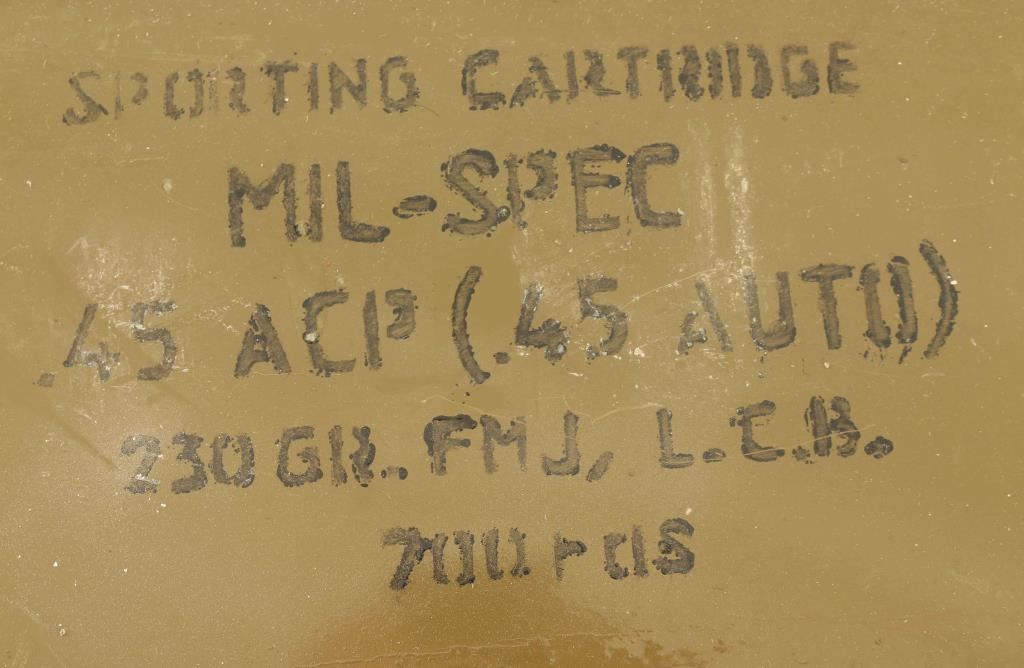 SPORTING CARTRIDGE
MIL-SPEC
.45 ACP (.45 AUTO)
230 GR. FMJ, L.C.B.
700 rds